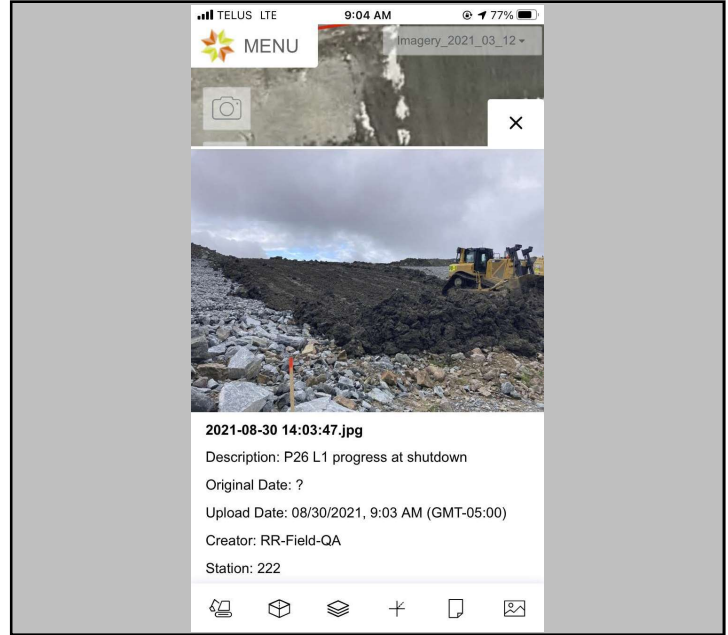 TELUS LTE 9:04 AM 77%
MENU
Imagery_2021_03_12
2021-08-30 14:03:47.jpg
Description: P26 L1 progress at shutdown
Original Date: ?
Upload Date: 08/30/2021, 9:03 AM (GMT-05:00)
Creator: RR-Field-QA
Station: 222